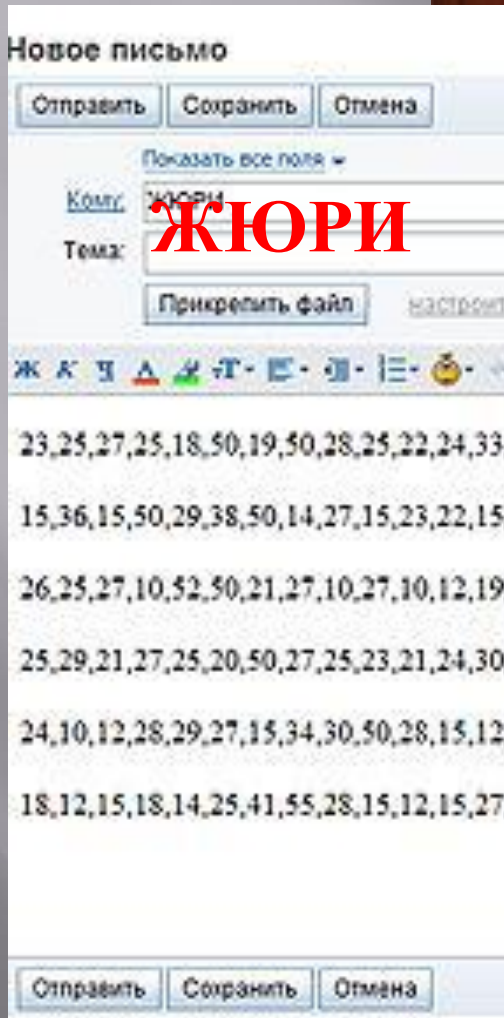 Новое письмо
Отправить Сохранить Отмена
Показать все поля
Кому: ЖЮРИ
ЖЮРИ
Тема:
Прикрепить файл настроит
Ж К Ч А Т
23,25,27,25,18,50,19,50,28,25,22,24,33
15,36,15,50,29,38,50,14,27,15,23,22,15
26,25,27,10,52,50,21,27,10,27,10,12,19
25,29,21,27,25,20,50,27,25,23,21,24,30
24,10,12,28,29,27,15,34,30,50,28,15,12
18,12,15,18,14,25,41,55,28,15,12,15,27
Отправить Сохранить Отмена